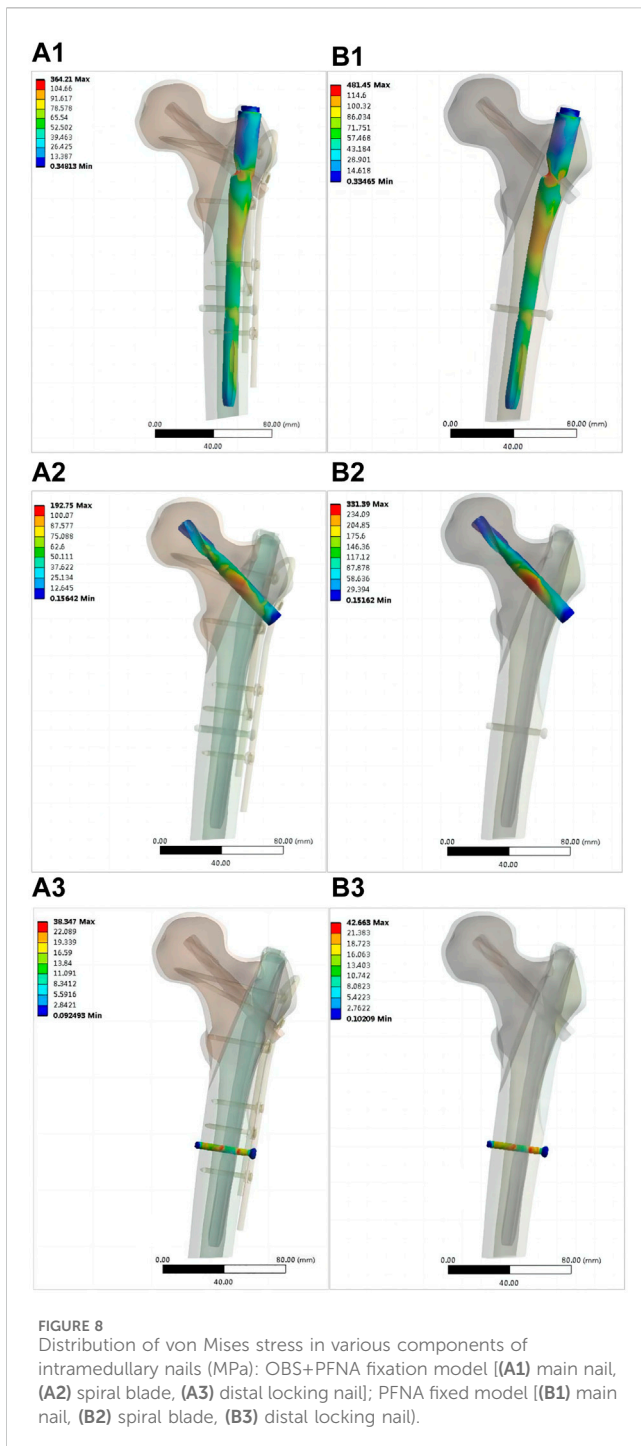 A1
364.21 Max
104.66
91.617
78.578
65.54
52.502
39.463
26.425
13.387
0.34813 Min
0.00
80.00 (mm)
40.00
B1
481.45 Max
114.6
100.32
86.034
71.751
57.468
43.184
28.901
14.618
0.33465 Min
0.00
80.00 (mm)
40.00
A2
192.75 Max
100.07
87.577
75.088
62.6
50.111
37.622
25.134
12.645
0.15642 Min
0.00
80.00 (mm)
40.00
B2
331.39 Max
234.09
204.85
175.6
146.36
117.12
87.878
58.636
29.394
0.15162 Min
0.00
80.00 (mm)
40.00
A3
38.347 Max
22.089
19.339
16.59
13.84
11.091
8.3412
5.5916
2.8421
0.092493 Min
0.00
80.00 (mm)
40.00
B3
42.663 Max
21.383
18.723
16.063
13.403
10.742
8.0823
5.4223
2.7622
0.10209 Min
0.00
80.00 (mm)
40.00
FIGURE 8
Distribution of von Mises stress in various components of
intramedullary nails (MPa): OBS+PFNA fixation model [(A1) main nail,
(A2) spiral blade, (A3) distal locking nail]; PFNA fixed model [(B1) main
nail, (B2) spiral blade, (B3) distal locking nail).